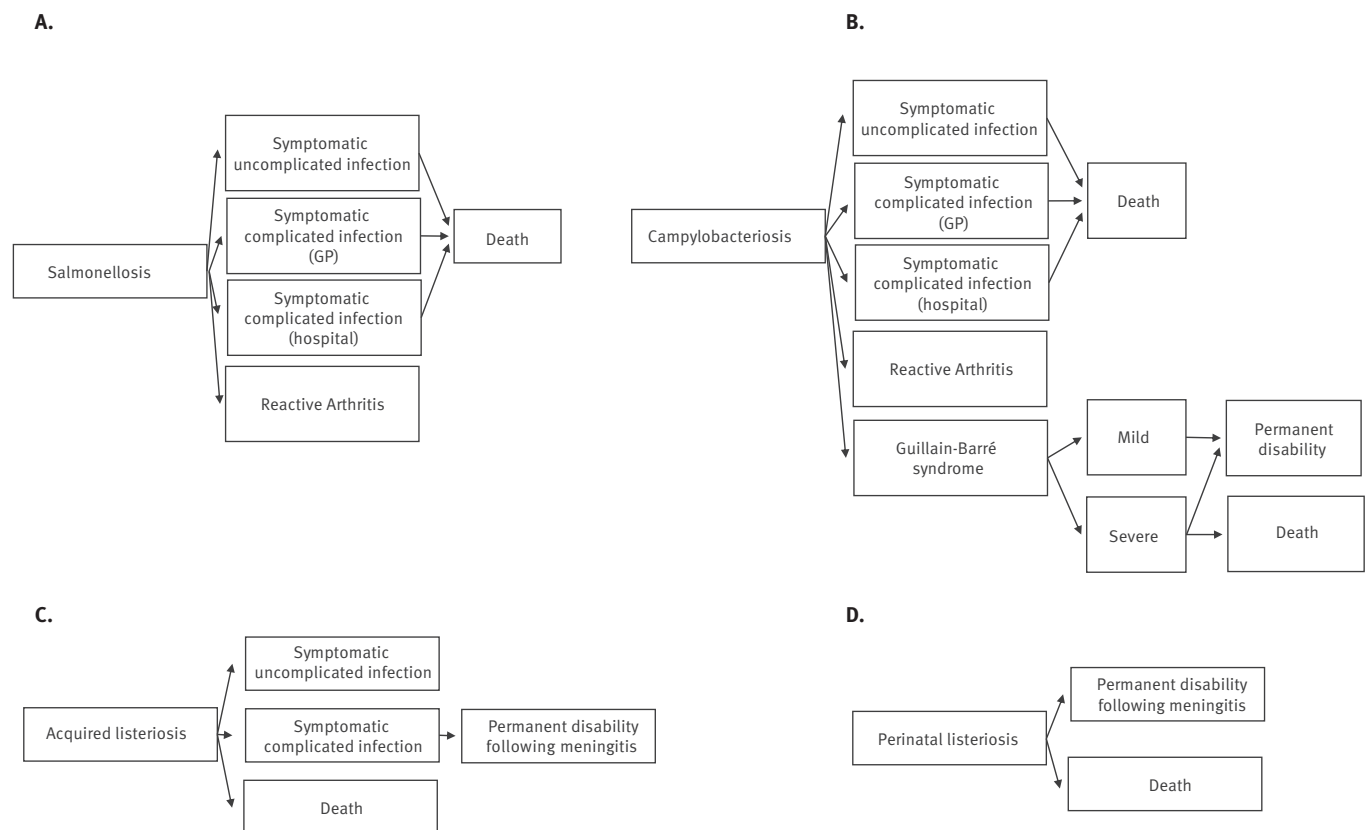 A.
Salmonellosis
Symptomatic
uncomplicated infection
Symptomatic
complicated infection
(GP)
Symptomatic
complicated infection
(hospital)
Reactive Arthritis
Death
B.
Campylobacteriosis
Symptomatic
uncomplicated infection
Symptomatic
complicated infection
(GP)
Symptomatic
complicated infection
(hospital)
Reactive Arthritis
Guillain-Barré
syndrome
Death
Mild
Severe
Permanent
disability
Death
C.
Acquired listeriosis
Symptomatic
uncomplicated infection
Symptomatic
complicated infection
Death
Permanent disability
following meningitis
D.
Perinatal listeriosis
Permanent disability
following meningitis
Death